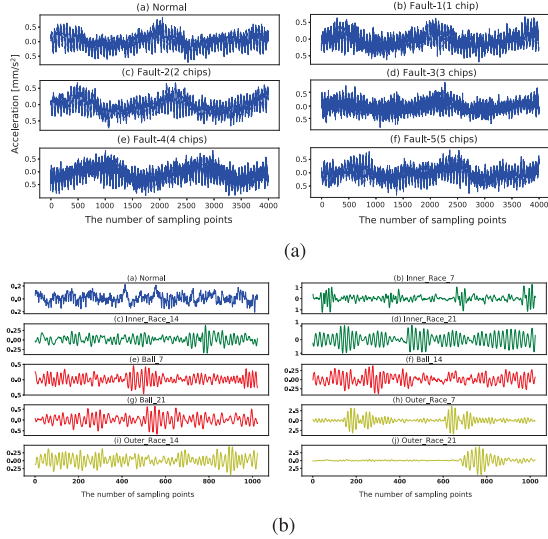 (a) Normal
(b) Fault-1(1 chip)
0.5
0.0
0.5
0.5
0.0
0.5
(c) Fault-2(2 chips)
(d) Fault-3(3 chips)
0.5
0.0
0.5
0.5
0.0
0.5
(e) Fault-4(4 chips)
(f) Fault-5(5 chips)
0.5
0.0
0.5
0.5
0.0
0.5
Acceleration [mm/s²]
0 500 1000 1500 2000 2500 3000 3500 4000
0 500 1000 1500 2000 2500 3000 3500 4000
The number of sampling points
The number of sampling points
(a)
(a) Normal
(b) Inner_Race_7
0.2
0.0
0.2
1
0
1
(c) Inner_Race_14
(d) Inner_Race_21
0.25
0.00
0.25
1
0
1
(e) Ball_7
(f) Ball_14
0.5
0.0
0.5
0.25
0.00
0.25
(g) Ball_21
(h) Outer_Race_7
0.5
0.0
0.5
2.5
0.0
2.5
(i) Outer_Race_14
(j) Outer_Race_21
0.25
0.00
0.25
2.5
0.0
2.5
0 200 400 600 800 1000
0 200 400 600 800 1000
The number of sampling points
The number of sampling points
(b)